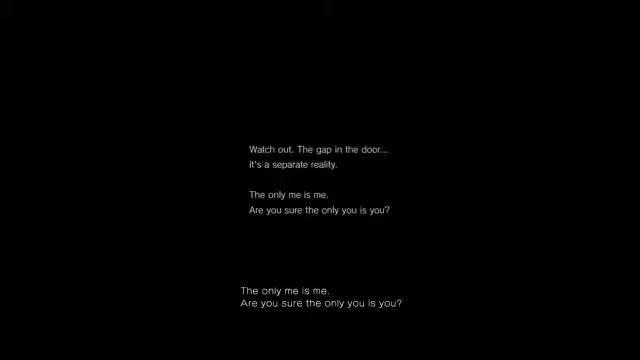 Watch out. The gap in the door...
it's a separate reality.
The only me is me.
Are you sure the only you is you?
The only me is me.
Are you sure the only you is you?